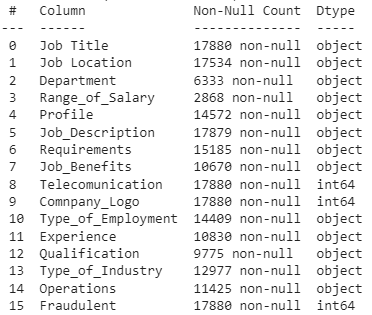 # Column Non-Null Count Dtype
--- ------ -------------- -----
0 Job Title 17880 non-null object
1 Job Location 17534 non-null object
2 Department 6333 non-null object
3 Range_of_Salary 2868 non-null object
4 Profile 14572 non-null object
5 Job_Description 17879 non-null object
6 Requirements 15185 non-null object
7 Job_Benefits 10670 non-null object
8 Telecomunication 17880 non-null int64
9 Comnpany_Logo 17880 non-null int64
10 Type_of_Employment 14409 non-null object
11 Experience 10830 non-null object
12 Qualification 9775 non-null object
13 Type_of_Industry 12977 non-null object
14 Operations 11425 non-null object
15 Fraudulent 17880 non-null int64